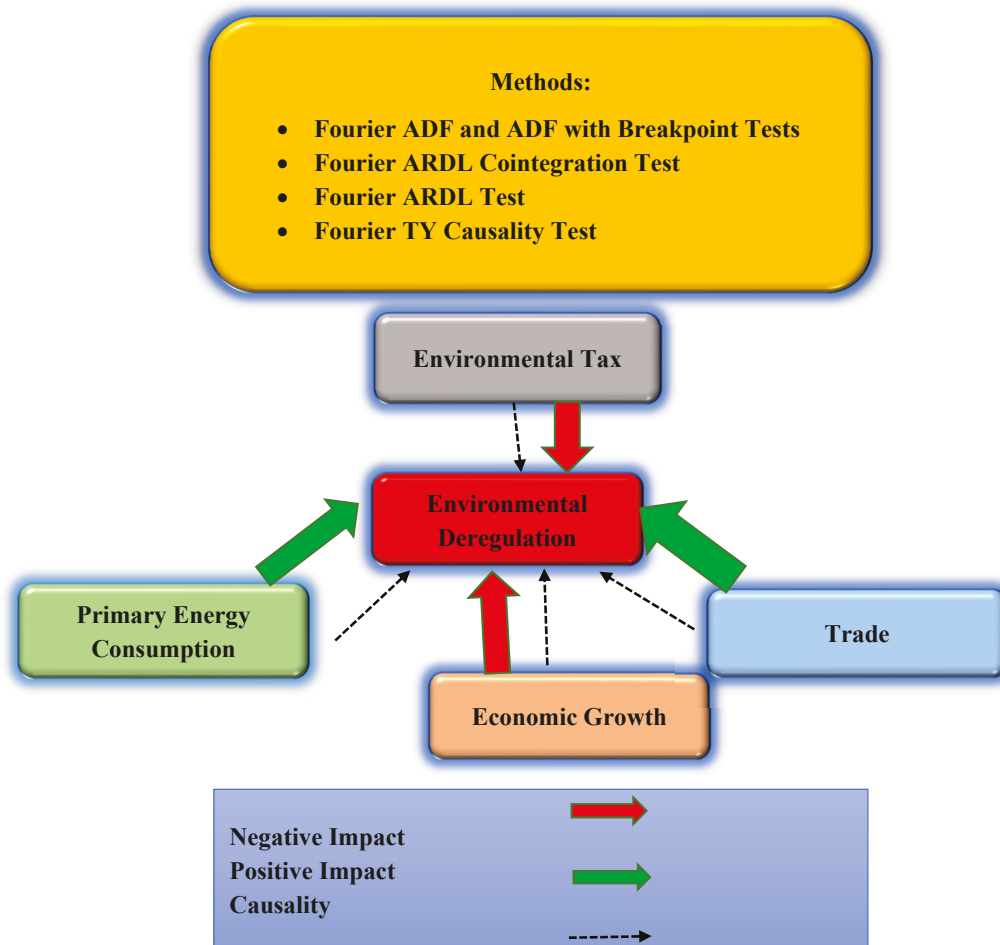 Methods:
• Fourier ADF and ADF with Breakpoint Tests
• Fourier ARDL Cointegration Test
• Fourier ARDL Test
• Fourier TY Causality Test
Environmental Tax
Environmental
Deregulation
Primary Energy
Consumption
Trade
Economic Growth
Negative Impact
Positive Impact
Causality